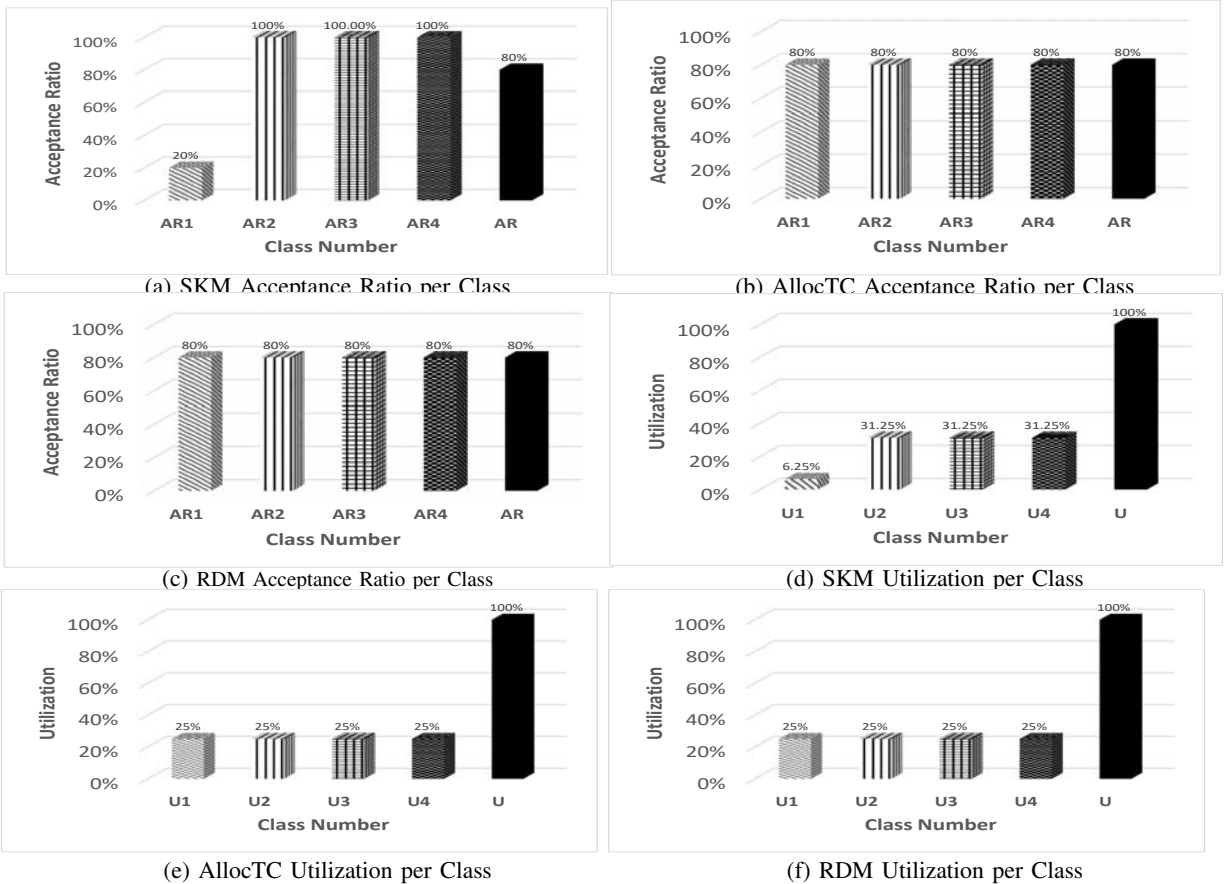 100% 100.00% 100%
100%
80%
80%
60%
40%
20%
20%
0%
AR1 AR2 AR3 AR4 AR
Acceptance Ratio
Class Number
(a) SKM Acceptance Ratio per Class
100%
80% 80% 80% 80% 80%
80%
60%
40%
20%
0%
AR1 AR2 AR3 AR4 AR
Acceptance Ratio
Class Number
(b) AllocTC Acceptance Ratio per Class
100%
80% 80% 80% 80% 80%
80%
60%
40%
20%
0%
AR1 AR2 AR3 AR4 AR
Acceptance Ratio
Class Number
(c) RDM Acceptance Ratio per Class
100%
100%
80%
60%
40%
31.25% 31.25% 31.25%
20%
6.25%
0%
U1 U2 U3 U4 U
Utilization
Class Number
(d) SKM Utilization per Class
100%
100%
80%
60%
40%
25% 25% 25% 25%
20%
0%
U1 U2 U3 U4 U
Utilization
Class Number
(e) AllocTC Utilization per Class
100%
100%
80%
60%
40%
25% 25% 25% 25%
20%
0%
U1 U2 U3 U4 U
Utilization
Class Number
(f) RDM Utilization per Class